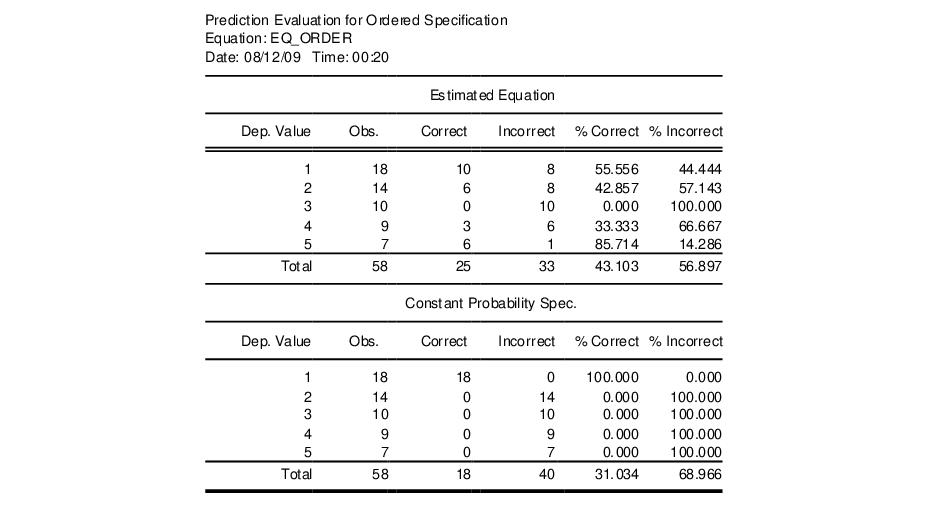 Prediction Evaluation for Ordered Specification
Equation: EQ_ORDER
Date: 08/12/09 Time: 00:20
Estimated Equation
Dep. Value Obs. Correct Incorrect % Correct % Incorrect
1 18 10 8 55.556 44.444
2 14 6 8 42.857 57.143
3 10 0 10 0.000 100.000
4 9 3 6 33.333 66.667
5 7 6 1 85.714 14.286
Total 58 25 33 43.103 56.897
Constant Probability Spec.
Dep. Value Obs. Correct Incorrect % Correct % Incorrect
1 18 18 0 100.000 0.000
2 14 0 14 0.000 100.000
3 10 0 10 0.000 100.000
4 9 0 9 0.000 100.000
5 7 0 7 0.000 100.000
Total 58 18 40 31.034 68.966